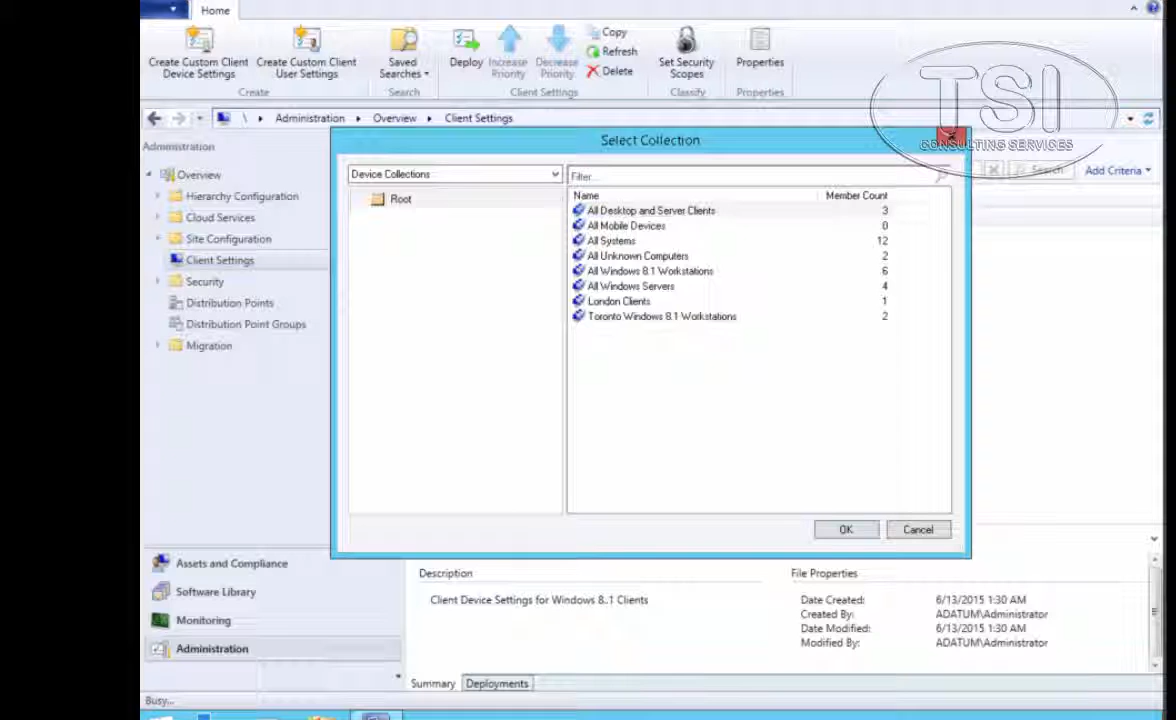 Home
Create Custom Client Device Settings
Create Custom Client User Settings
Saved Searches
Deploy
Increase Priority
Decrease Priority
Copy
Refresh
Delete
Set Security Scopes
Properties
Create
Search
Client Settings
Classify
Properties
TSI
CONSULTING SERVICES
\ Administration Overview Client Settings
Administration
Search
Add Criteria
Overview
Hierarchy Configuration
Cloud Services
Site Configuration
Client Settings
Security
Distribution Points
Distribution Point Groups
Migration
Select Collection
Device Collections
Filter...
Root
Name Member Count
All Desktop and Server Clients 3
All Mobile Devices 0
All Systems 12
All Unknown Computers 2
All Windows 8.1 Workstations 6
All Windows Servers 4
London Clients 1
Toronto Windows 8.1 Workstations 2
OK Cancel
Assets and Compliance
Software Library
Monitoring
Administration
Description
Client Device Settings for Windows 8..1 Clients
File Properties
Date Created: 6/13/2015 1:30 AM
Created By: ADATUM\Administrator
Date Modified: 6/13/2015 1:30 AM
Modified By: ADATUM\Administrator
Summary Deployments
Busy...